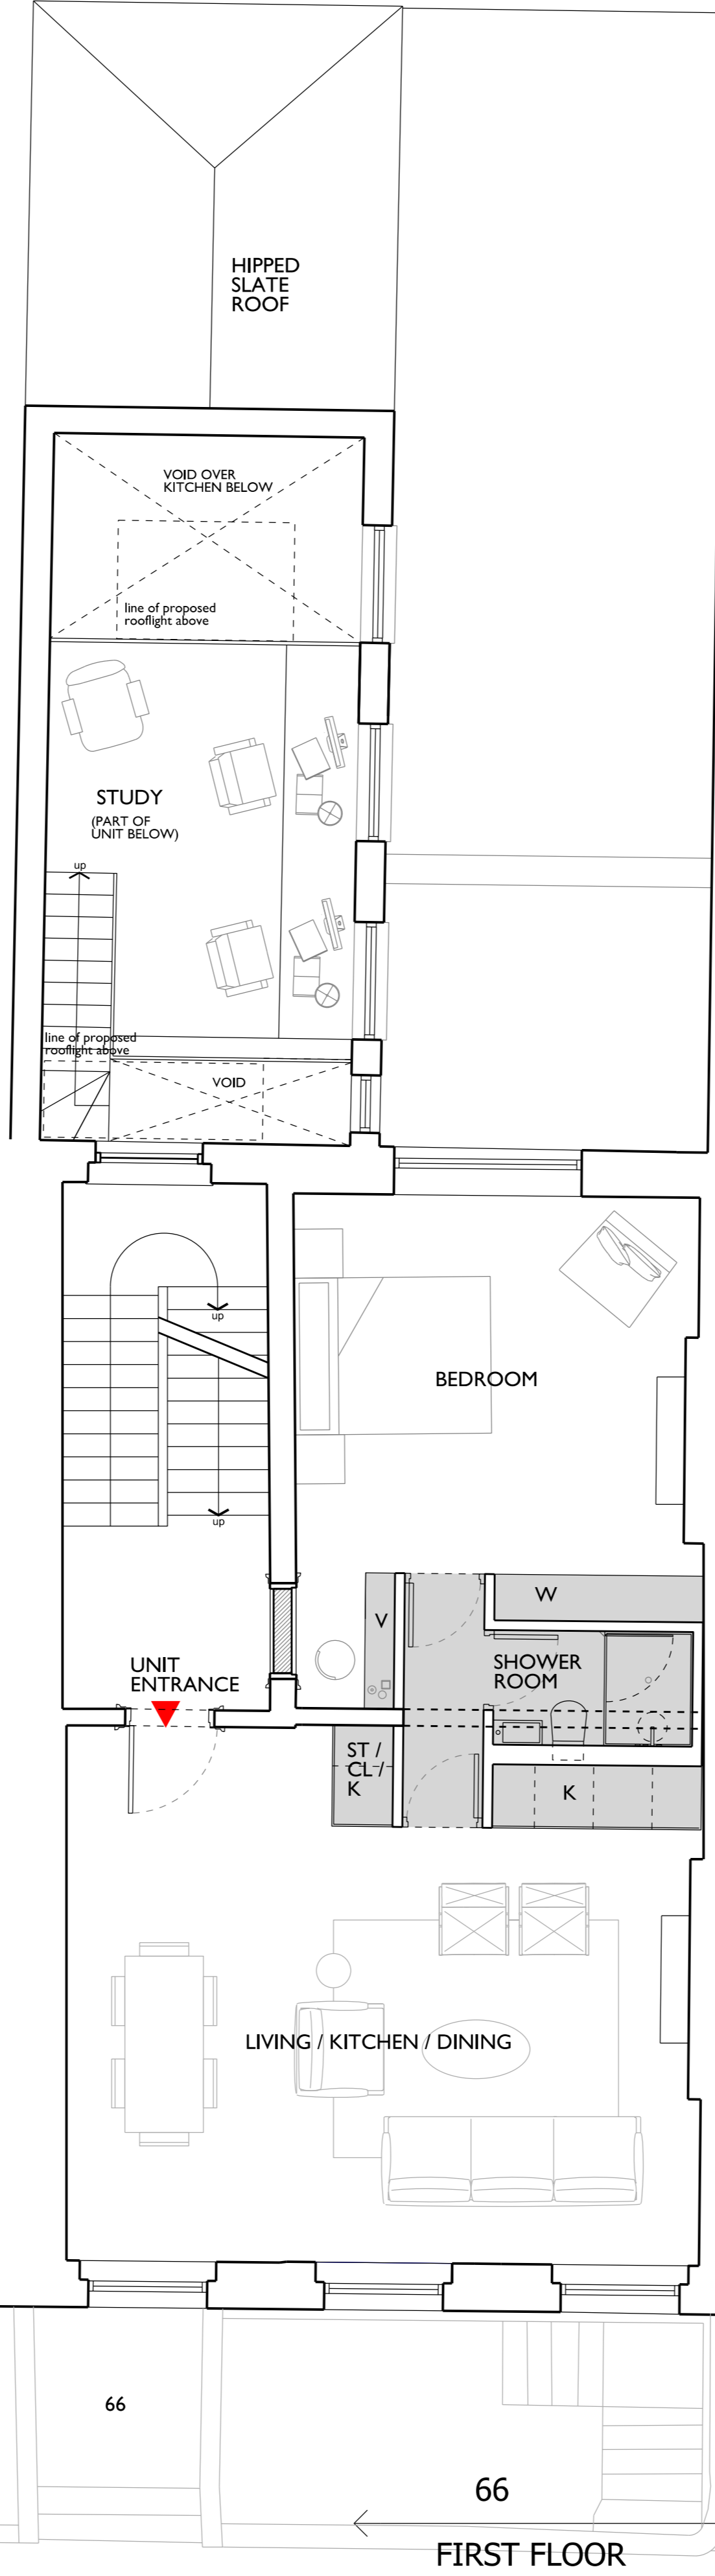 HIPPED
SLATE
ROOF
VOID OVER
KITCHEN BELOW
line of proposed
rooflight above
STUDY
(PART OF
UNIT BELOW)
up
line of proposed
rooflight above
VOID
up
BEDROOM
up
W
V
SHOWER
ROOM
UNIT
ENTRANCE
ST /
CL /
K
K
LIVING / KITCHEN / DINING
66
66
FIRST FLOOR